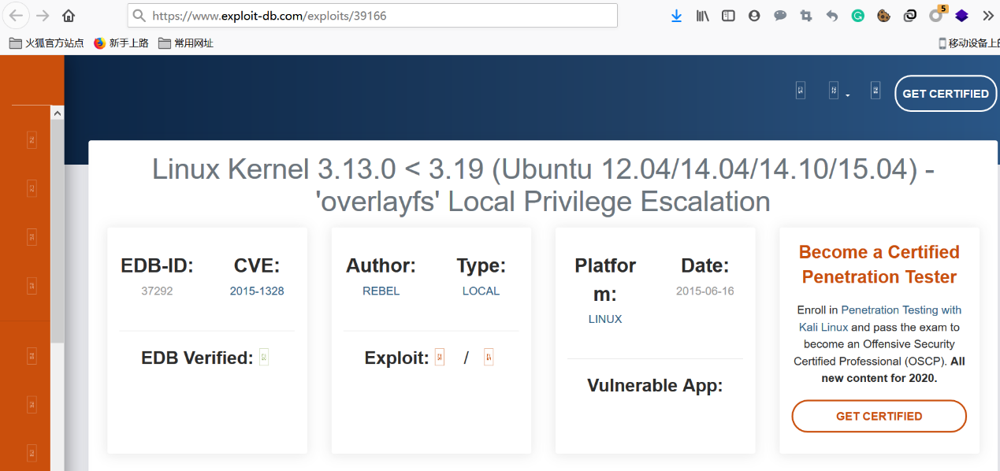 https://www.exploit-db.com/exploits/39166
5
火狐官方站点 新手上路 常用网址
移动设备上的
GET CERTIFIED
Linux Kernel 3.13.0 < 3.19 (Ubuntu 12.04/14.04/14.10/15.04) -
'overlayfs' Local Privilege Escalation
EDB-ID:
37292
CVE:
2015-1328
EDB Verified:
Author:
REBEL
Type:
LOCAL
Exploit: /
Platfor
m:
LINUX
Date:
2015-06-16
Vulnerable App:
Become a Certified
Penetration Tester
Enroll in Penetration Testing with
Kali Linux and pass the exam to
become an Offensive Security
Certified Professional (OSCP). All
new content for 2020.
GET CERTIFIED